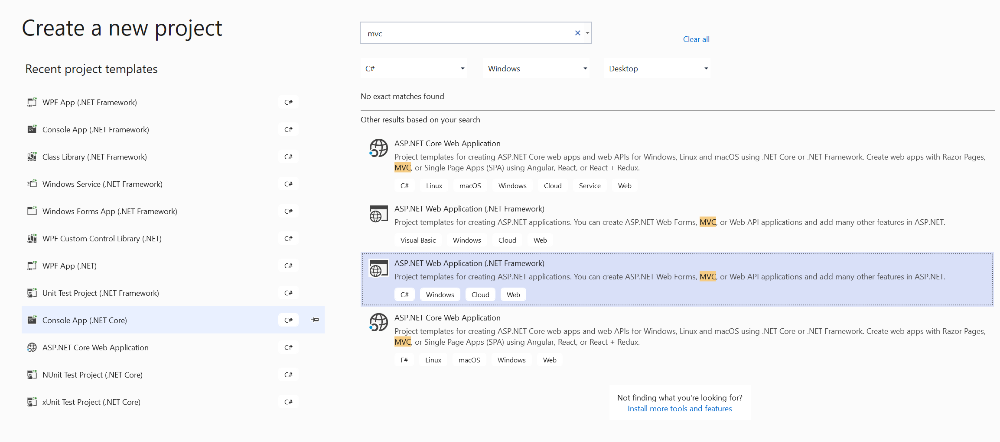 Create a new project
Recent project templates
WPF App (.NET Framework) C#
Console App (.NET Framework) C#
Class Library (.NET Framework) C#
Windows Service (.NET Framework) C#
Windows Forms App (.NET Framework) C#
WPF Custom Control Library (.NET) C#
WPF App (.NET) C#
Unit Test Project (.NET Framework) C#
Console App (.NET Core) C#
ASP.NET Core Web Application C#
NUnit Test Project (.NET Core) C#
xUnit Test Project (.NET Core) C#
mvc
Clear all
C# Windows Desktop
No exact matches found
Other results based on your search
ASP.NET Core Web Application
Project templates for creating ASP.NET Core web apps and web APIs for Windows, Linux and macOS using .NET Core or .NET Framework. Create web apps with Razor Pages,
MVC, or Single Page Apps (SPA) using Angular, React, or React + Redux.
C# Linux macOS Windows Cloud Service Web
ASP.NET Web Application (.NET Framework)
Project templates for creating ASP.NET applications. You can create ASP.NET Web Forms, MVC, or Web API applications and add many other features in ASP.NET.
Visual Basic Windows Cloud Web
ASP.NET Web Application (.NET Framework)
Project templates for creating ASP.NET applications. You can create ASP.NET Web Forms, MVC, or Web API applications and add many other features in ASP.NET.
C# Windows Cloud Web
ASP.NET Core Web Application
Project templates for creating ASP.NET Core web apps and web APIs for Windows, Linux and macOS using .NET Core or .NET Framework. Create web apps with Razor Pages,
MVC, or Single Page Apps (SPA) using Angular, React, or React + Redux.
F# Linux macOS Windows Web
Not finding what you're looking for?
Install more tools and features